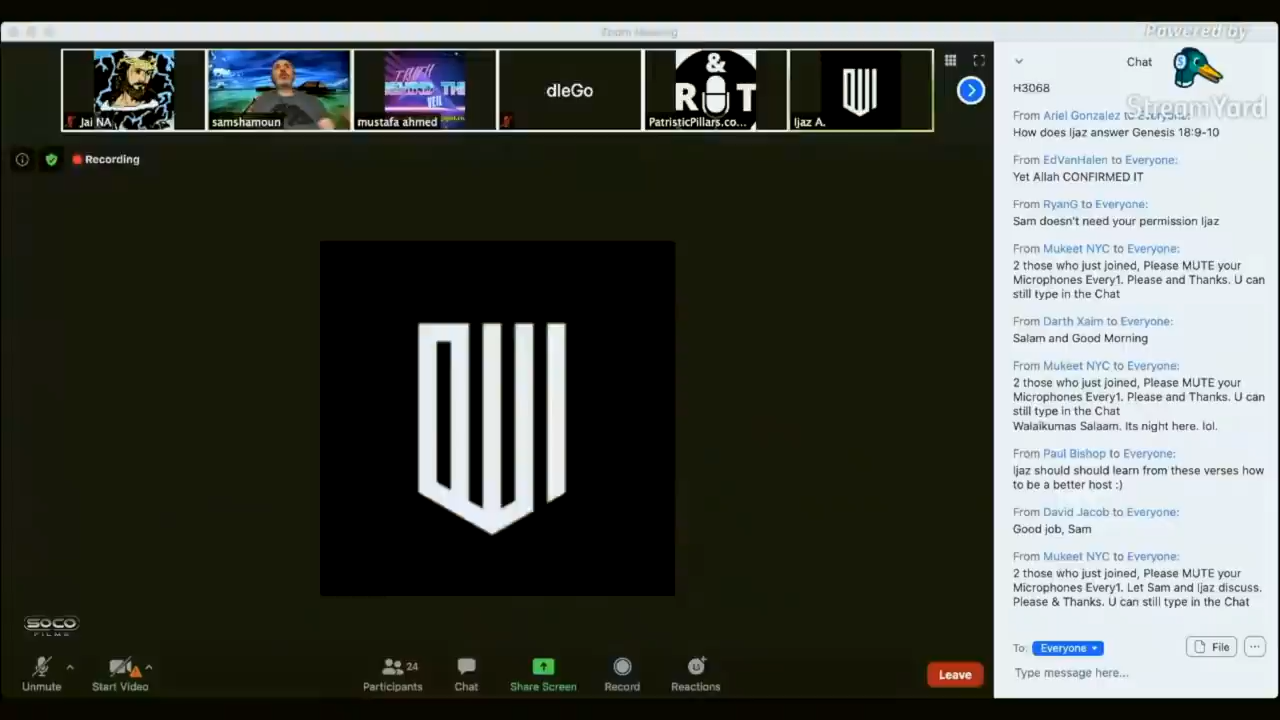 Zoom Meeting
Powered by
StreamYard
Jai NA
samshamoun
mustafa ahmed
dleGo
&
R T
PatristicPillars.co...
Ijaz A.
Recording
Chat
H3068
From Ariel Gonzalez to Everyone:
How does Ijaz answer Genesis 18:9-10
From EdVanHalen to Everyone:
Yet Allah CONFIRMED IT
From RyanG to Everyone:
Sam doesn't need your permission Ijaz
From Mukeet NYC to Everyone:
2 those who just joined, Please MUTE your
Microphones Every1. Please and Thanks. U can
still type in the Chat
From Darth Xaim to Everyone:
Salam and Good Morning
From Mukeet NYC to Everyone:
2 those who just joined, Please MUTE your
Microphones Every1. Please and Thanks. U can
still type in the Chat
Walaikumas Salaam. Its night here. lol.
From Paul Bishop to Everyone:
Ijaz should should learn from these verses how
to be a better host :)
From David Jacob to Everyone:
Good job, Sam
From Mukeet NYC to Everyone:
2 those who just joined, Please MUTE your
Microphones Every1. Let Sam and Ijaz discuss.
Please & Thanks. U can still type in the Chat
To: Everyone
File
Type message here...
SOCO
FILMS
Unmute
Start Video
24
Participants
Chat
Share Screen
Record
Reactions
Leave